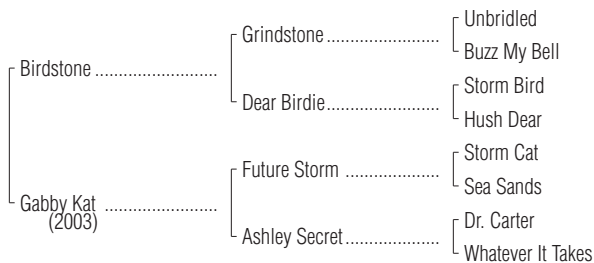 Unbridled
Grindstone ........................
Buzz My Bell
Birdstone ..........................
Storm Bird
Dear Birdie........................
Hush Dear
Storm Cat
Future Storm ....................
Sea Sands
Gabby Kat ........................
(2003)
Dr. Carter
Ashley Secret....................
Whatever It Takes